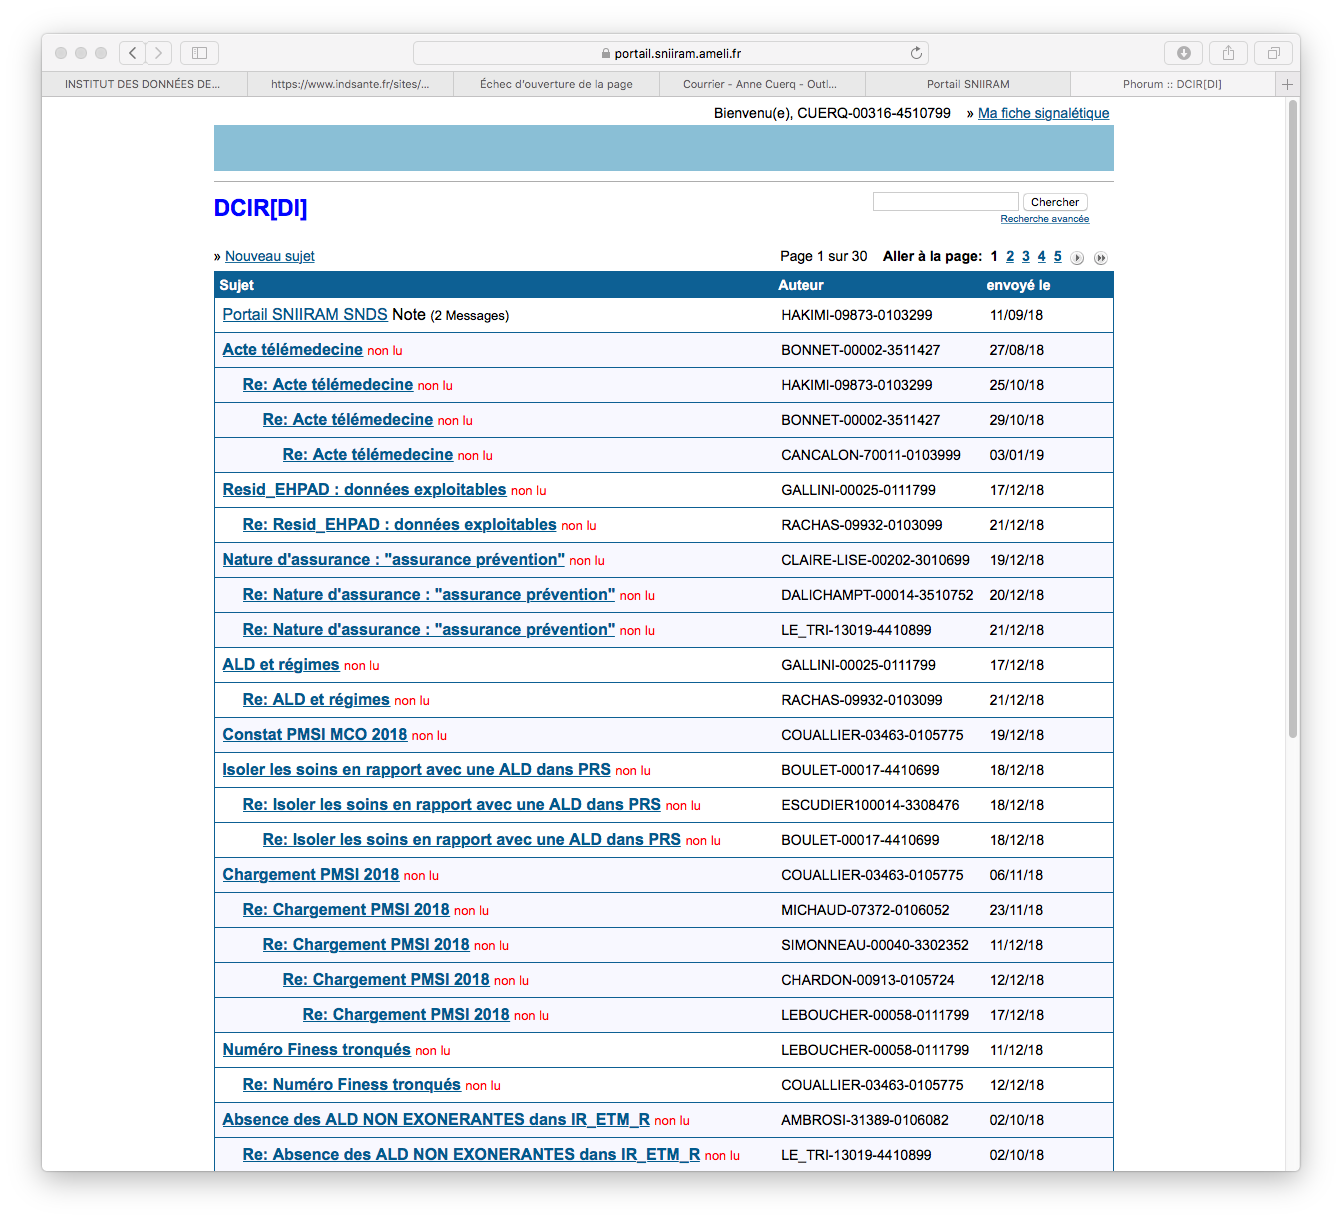 portail.sniiram.ameli.fr
INSTITUT DES DONNÉES DE...
https://www.indsante.fr/sites/...
Échec d'ouverture de la page
Courrier - Anne Cuerq - Outl...
Portail SNIIRAM
Phorum :: DCIR[DI]
Bienvenu(e), CUERQ-00316-4510799 » Ma fiche signalétique
DCIR[DI]
Chercher
Recherche avancée
» Nouveau sujet Page 1 sur 30 Aller à la page: 1 2 3 4 5
Sujet Auteur envoyé le
Portail SNIIRAM SNDS Note (2 Messages) HAKIMI-09873-0103299 11/09/18
Acte télémedecine non lu BONNET-00002-3511427 27/08/18
Re: Acte télémedecine non lu HAKIMI-09873-0103299 25/10/18
Re: Acte télémedecine non lu BONNET-00002-3511427 29/10/18
Re: Acte télémedecine non lu CANCALON-70011-0103999 03/01/19
Resid_EHPAD : données exploitables non lu GALLINI-00025-0111799 17/12/18
Re: Resid_EHPAD : données exploitables non lu RACHAS-09932-0103099 21/12/18
Nature d'assurance : "assurance prévention" non lu CLAIRE-LISE-00202-3010699 19/12/18
Re: Nature d'assurance : "assurance prévention" non lu DALICHAMPT-00014-3510752 20/12/18
Re: Nature d'assurance : "assurance prévention" non lu LE_TRI-13019-4410899 21/12/18
ALD et régimes non lu GALLINI-00025-0111799 17/12/18
Re: ALD et régimes non lu RACHAS-09932-0103099 21/12/18
Constat PMSI MCO 2018 non lu COUALLIER-03463-0105775 19/12/18
Isoler les soins en rapport avec une ALD dans PRS non lu BOULET-00017-4410699 18/12/18
Re: Isoler les soins en rapport avec une ALD dans PRS non lu ESCUDIER100014-3308476 18/12/18
Re: Isoler les soins en rapport avec une ALD dans PRS non lu BOULET-00017-4410699 18/12/18
Chargement PMSI 2018 non lu COUALLIER-03463-0105775 06/11/18
Re: Chargement PMSI 2018 non lu MICHAUD-07372-0106052 23/11/18
Re: Chargement PMSI 2018 non lu SIMONNEAU-00040-3302352 11/12/18
Re: Chargement PMSI 2018 non lu CHARDON-00913-0105724 12/12/18
Re: Chargement PMSI 2018 non lu LEBOUCHER-00058-0111799 17/12/18
Numéro Finess tronqués non lu LEBOUCHER-00058-0111799 11/12/18
Re: Numéro Finess tronqués non lu COUALLIER-03463-0105775 12/12/18
Absence des ALD NON EXONERANTES dans IR_ETM_R non lu AMBROSI-31389-0106082 02/10/18
Re: Absence des ALD NON EXONERANTES dans IR_ETM_R non lu LE_TRI-13019-4410899 02/10/18